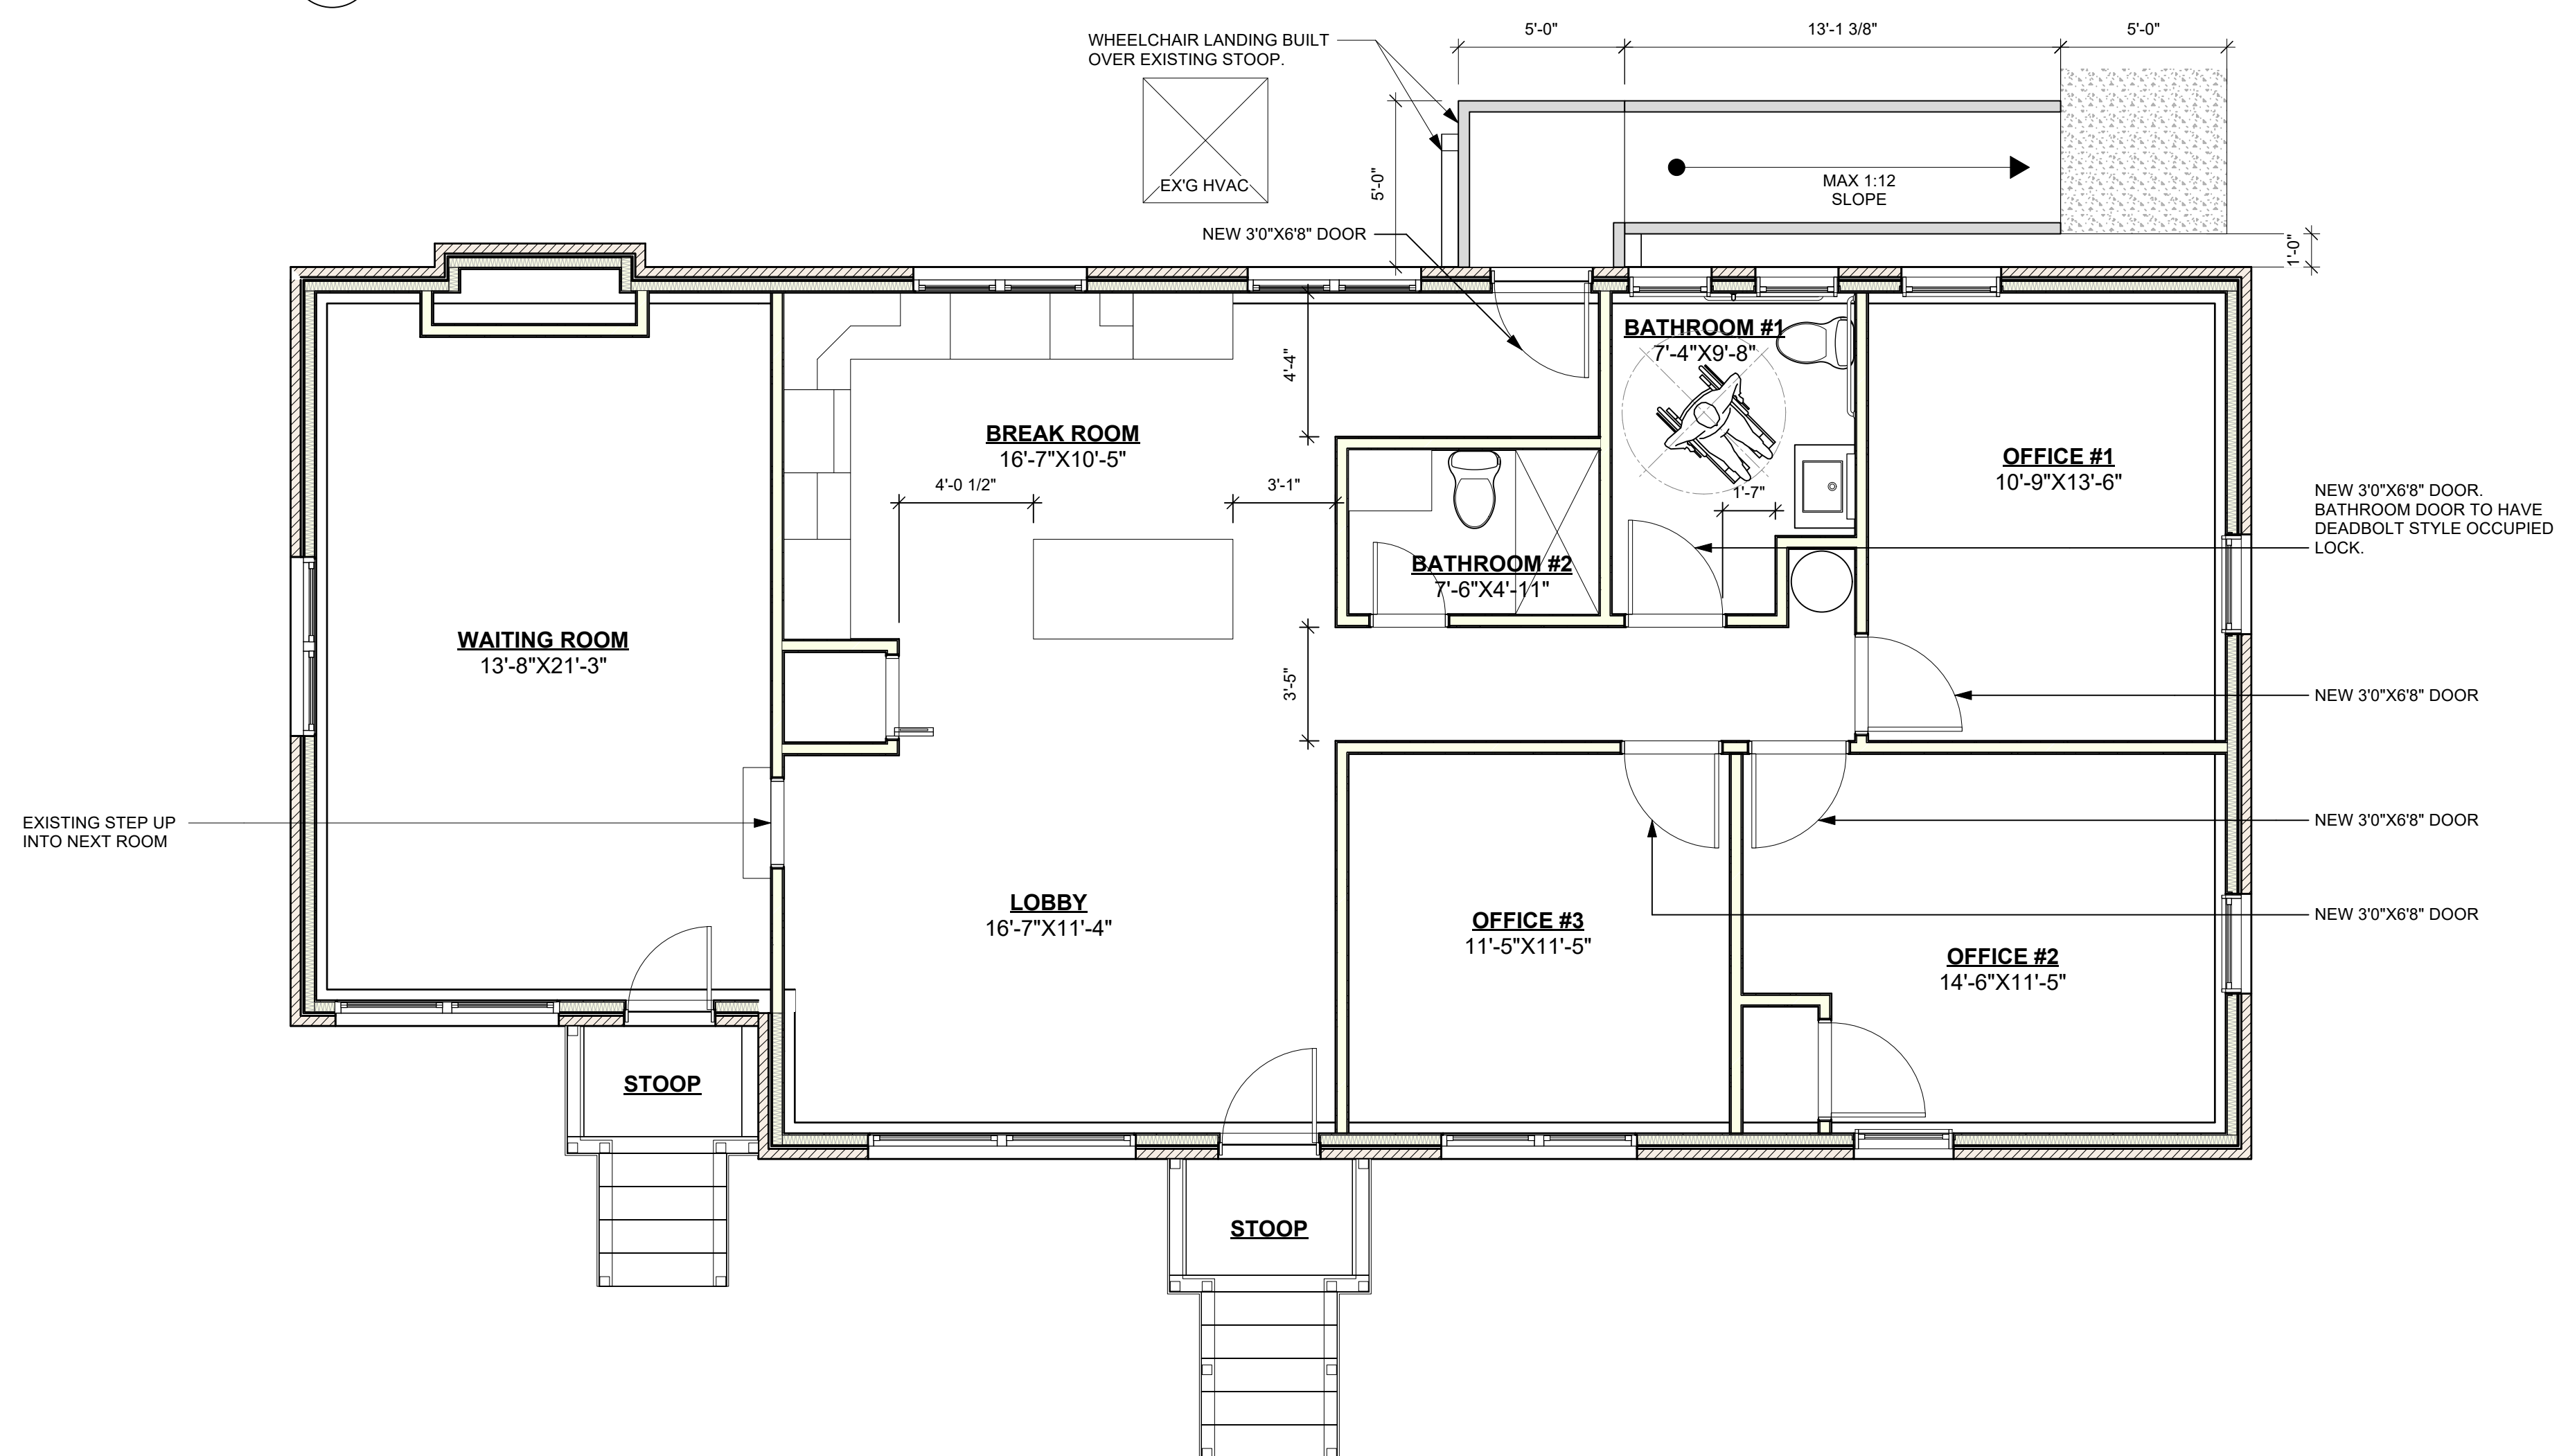 5'-0"
13'-1 3/8"
5'-0"
WHEELCHAIR LANDING BUILT
OVER EXISTING STOOP.
EX'G HVAC
5'-0"
MAX 1:12
SLOPE
NEW 3'0"X6'8" DOOR
1'-0"
BATHROOM #1
7'-4"X9'-8"
4'-4"
BREAK ROOM
16'-7"X10'-5"
OFFICE #1
10'-9"X13'-6"
4'-0 1/2"
3'-1"
1'-7"
NEW 3'0"X6'8" DOOR.
BATHROOM DOOR TO HAVE
DEADBOLT STYLE OCCUPIED
LOCK.
BATHROOM #2
7'-6"X4'-11"
WAITING ROOM
13'-8"X21'-3"
3'-5"
NEW 3'0"X6'8" DOOR
EXISTING STEP UP
INTO NEXT ROOM
NEW 3'0"X6'8" DOOR
LOBBY
16'-7"X11'-4"
OFFICE #3
11'-5"X11'-5"
NEW 3'0"X6'8" DOOR
OFFICE #2
14'-6"X11'-5"
STOOP
STOOP